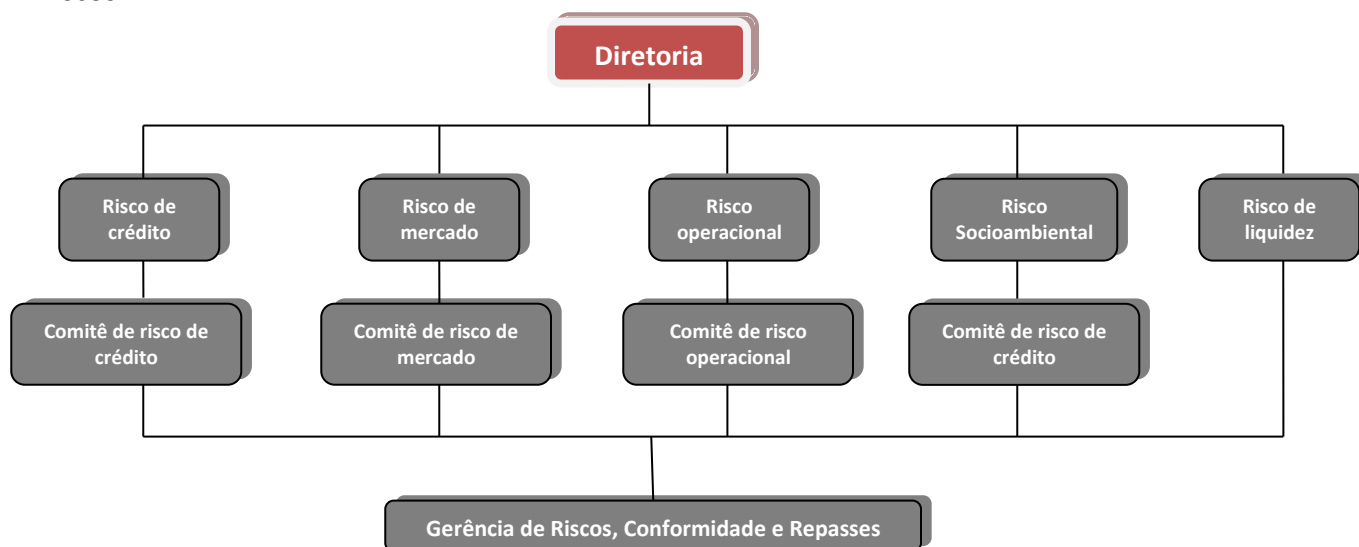 Diretoria
Risco de
crédito
Risco de
mercado
Risco
operacional
Risco
Socioambiental
Risco de
liquidez
Comitê de risco de
crédito
Comitê de risco de
mercado
Comitê de risco
operacional
Comitê de risco de
crédito
Gerência de Riscos, Conformidade e Repasses